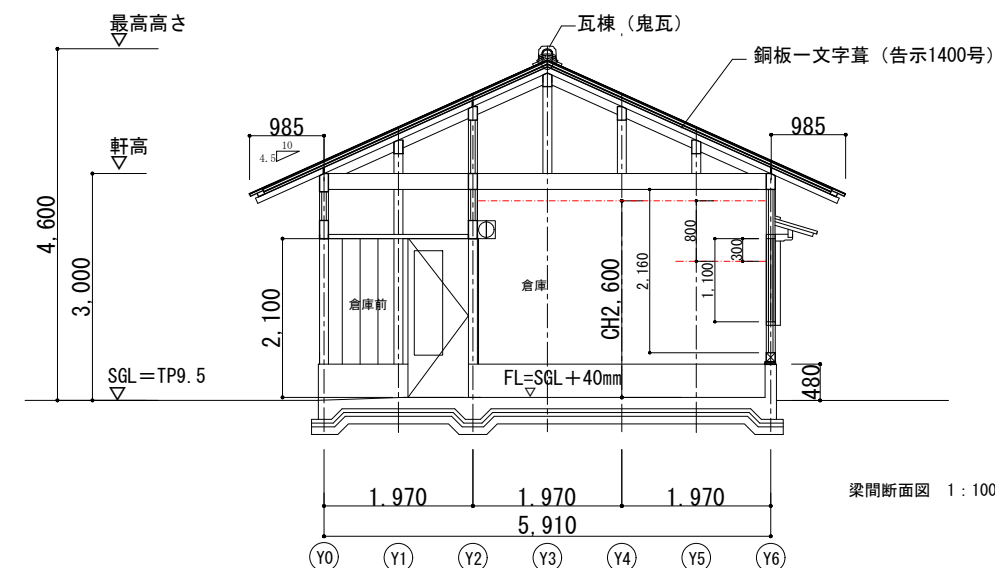 最高高さ
瓦棟（鬼瓦）
銅板一文字葺（告示1400号）
985
10
4.5
985
軒高
4,600
3,000
2,100
倉庫前
倉庫
CH2,600
2,160
800
1,100
300
480
SGL＝TP9.5
FL=SGL＋40mm
1.970
1.970
1.970
5,910
梁間断面図　1：100
Y0
Y1
Y2
Y3
Y4
Y5
Y6